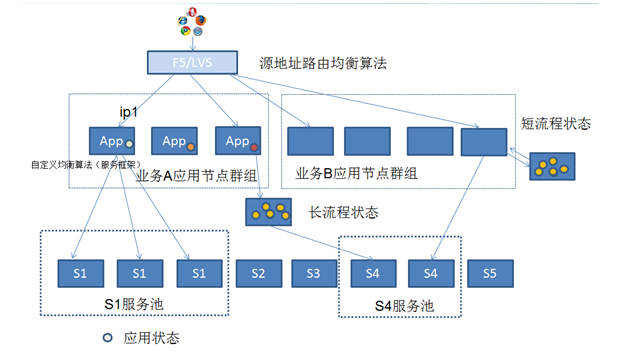 F5/LVS
源地址路由均衡算法
ip1
App
App
App
短流程状态
自定义均衡算法（服务框架）
业务A应用节点群组
业务B应用节点群组
长流程状态
S1
S1
S1
S2
S3
S4
S4
S5
S1服务池
S4服务池
应用状态